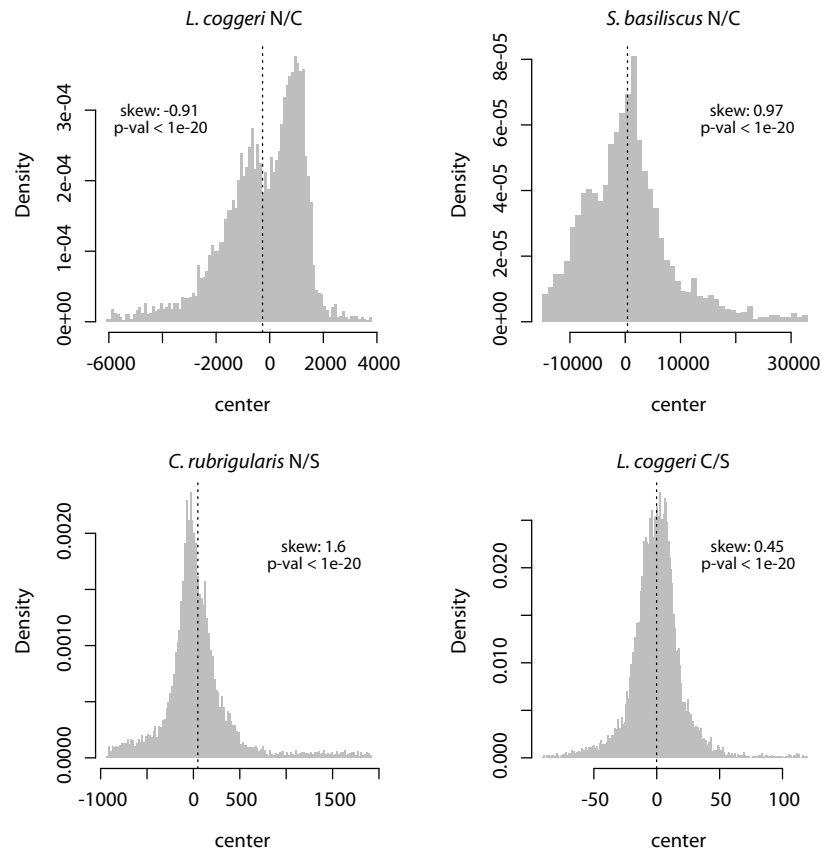 L. coggeri N/C
skew: -0.91
p-val < 1e-20
Density
0e+00
1e-04
2e-04
3e-04
-6000
-2000
0
2000
4000
center
S. basiliscus N/C
skew: 0.97
p-val < 1e-20
Density
0e+00
2e-05
4e-05
6e-05
8e-05
-10000
0
10000
30000
center
C. rubrigularis N/S
skew: 1.6
p-val < 1e-20
Density
0.0000
0.0010
0.0020
-1000
0
500
1500
center
L. coggeri C/S
skew: 0.45
p-val < 1e-20
Density
0.000
0.010
0.020
-50
0
50
100
center